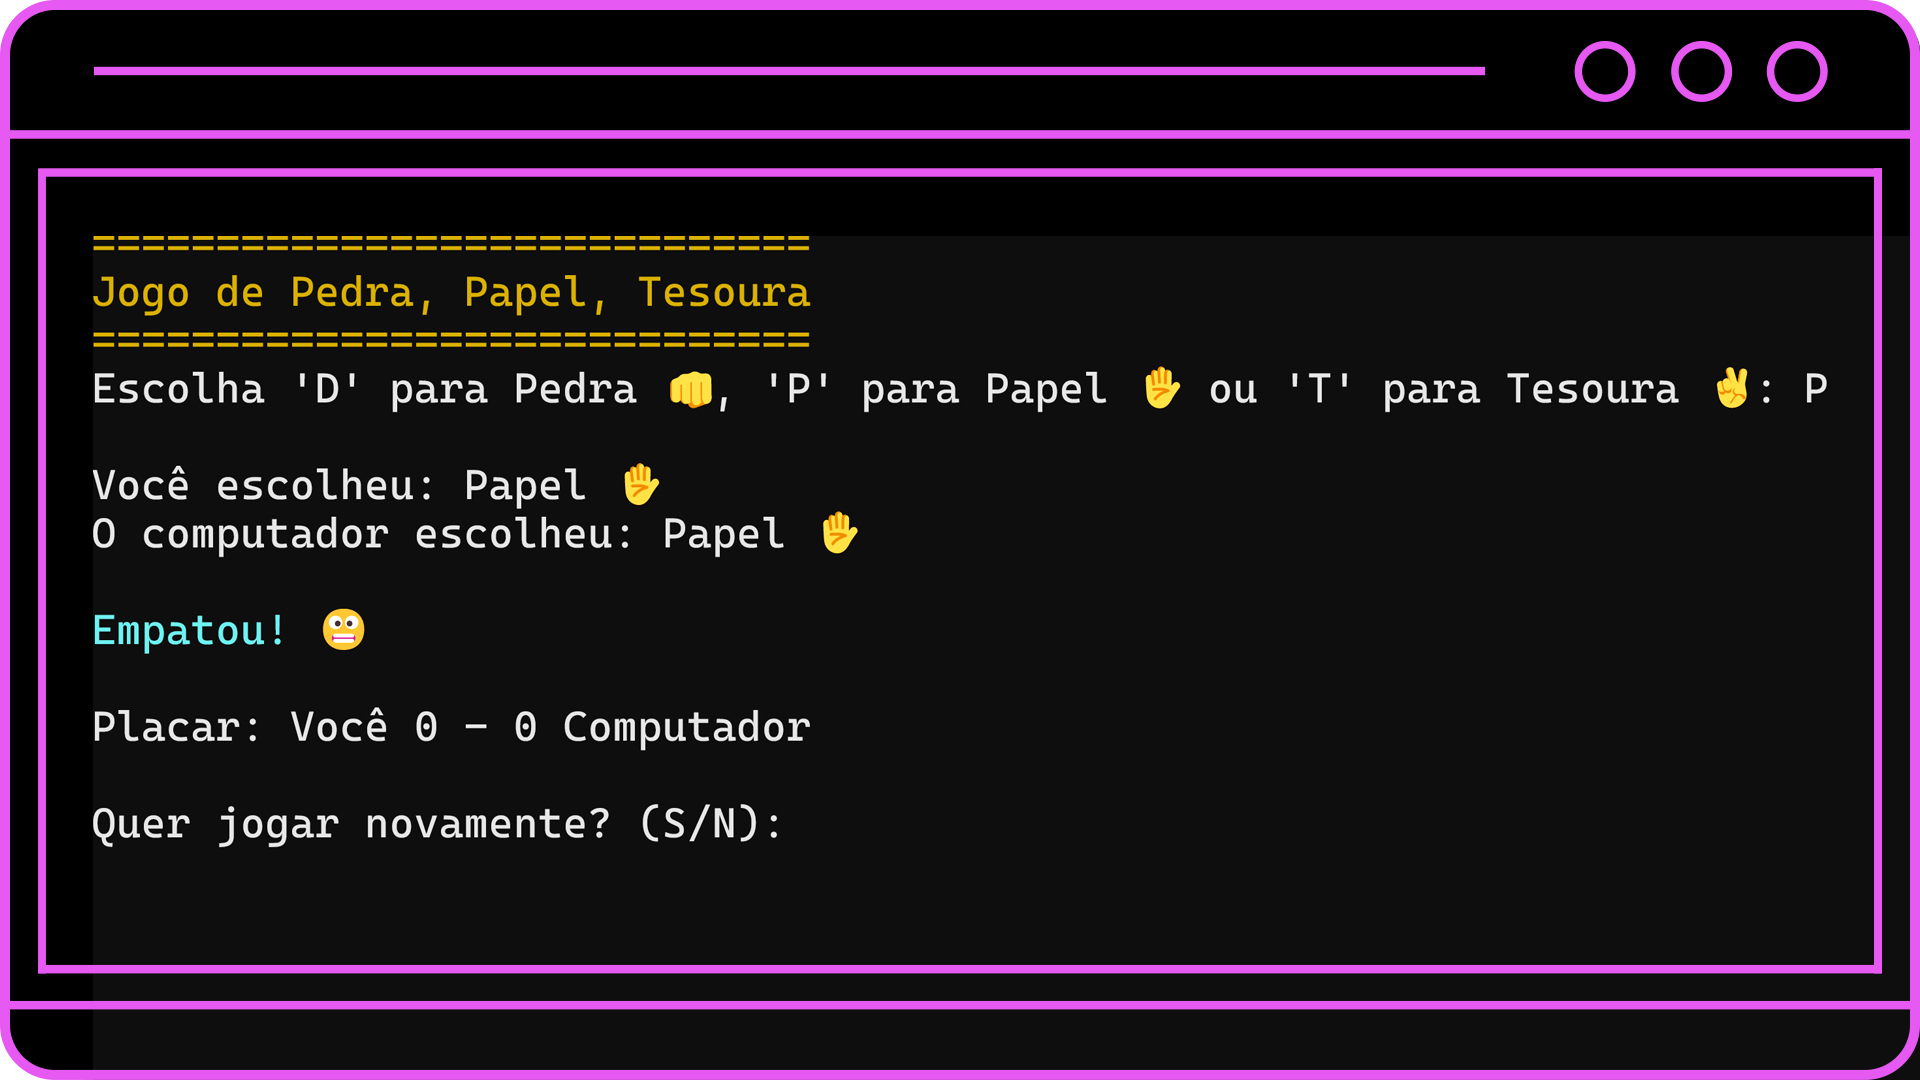 =============================
Jogo de Pedra, Papel, Tesoura
=============================
Escolha 'D' para Pedra 👊, 'P' para Papel ✋ ou 'T' para Tesoura ✌: P
Você escolheu: Papel ✋
O computador escolheu: Papel ✋
Empatou! 😬
Placar: Você 0 – 0 Computador
Quer jogar novamente? (S/N):